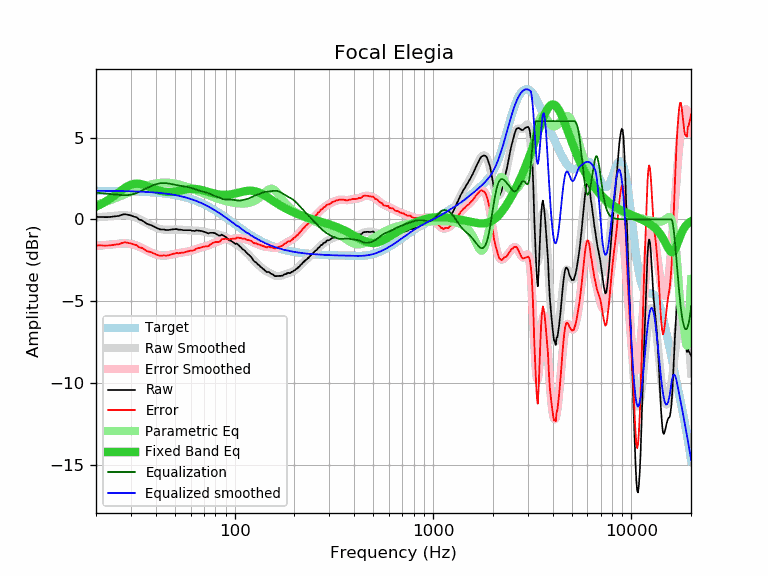 Focal Elegia
Amplitude (dBr)
5
0
−5
−10
−15
Target
Raw Smoothed
Error Smoothed
Raw
Error
Parametric Eq
Fixed Band Eq
Equalization
Equalized smoothed
100
1000
10000
Frequency (Hz)